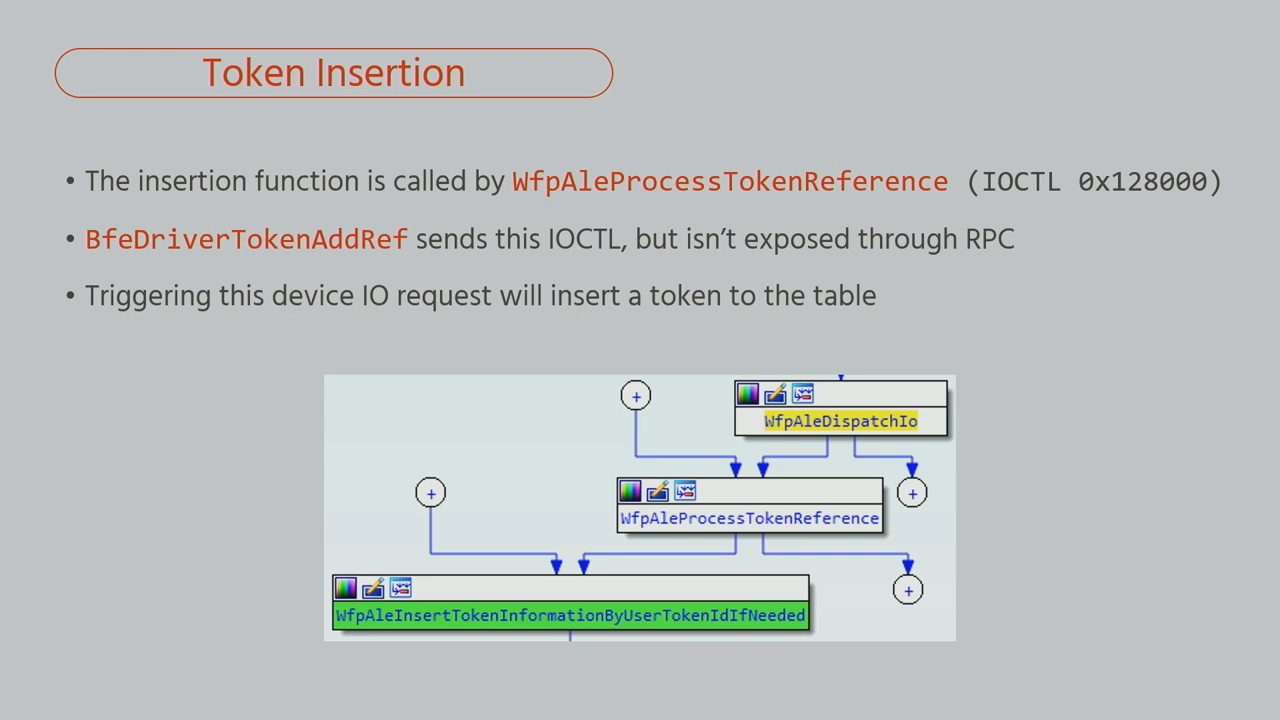 Token Insertion
• The insertion function is called by WfpAleProcessTokenReference (IOCTL 0x128000)
• BfeDriverTokenAddRef sends this IOCTL, but isn’t exposed through RPC
• Triggering this device IO request will insert a token to the table
WfpAleDispatchIo
WfpAleProcessTokenReference
WfpAleInsertTokenInformationByUserTokenIdIfNeeded